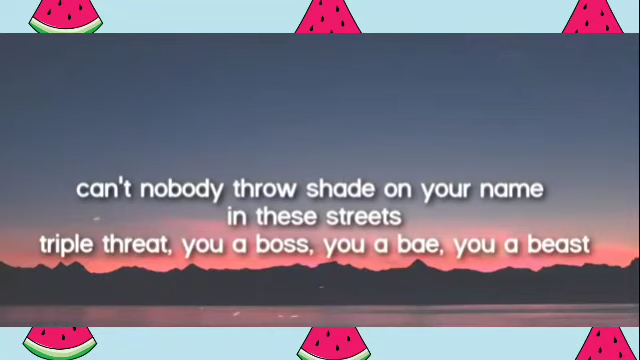 can't nobody throw shade on your name
in these streets
triple threat, you a boss, you a bae, you a beast